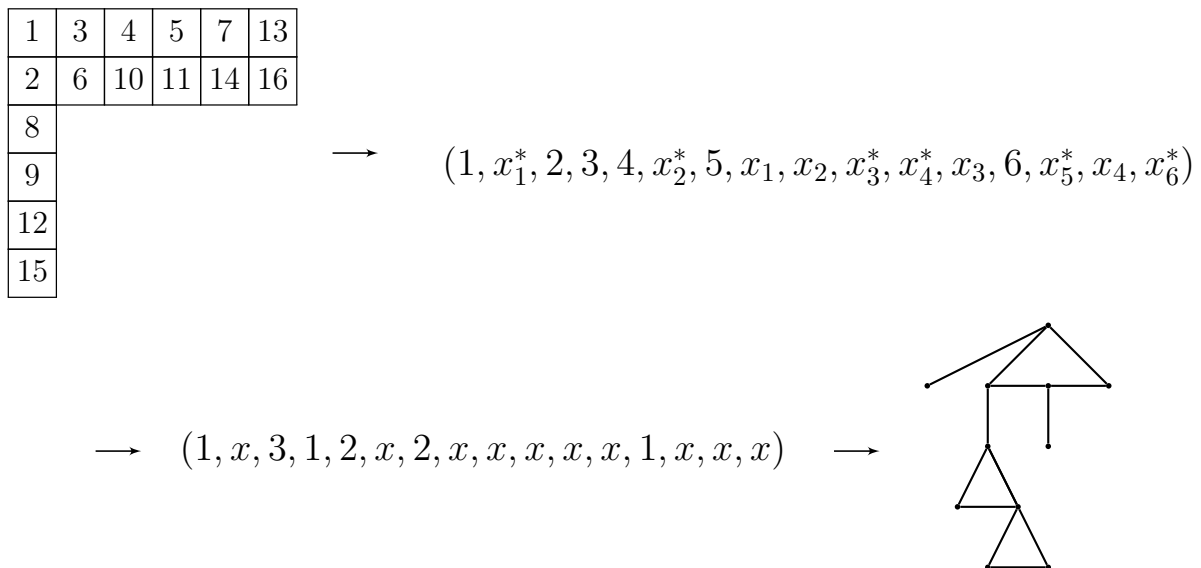 1 3 4 5 7 13
2 6 10 11 14 16
8
9
12
15
→ (1, x₁*, 2, 3, 4, x₂*, 5, x₁, x₂, x₃*, x₄*, x₃, 6, x₅*, x₄, x₆*)
→ (1, x, 3, 1, 2, x, 2, x, x, x, x, x, 1, x, x, x) →